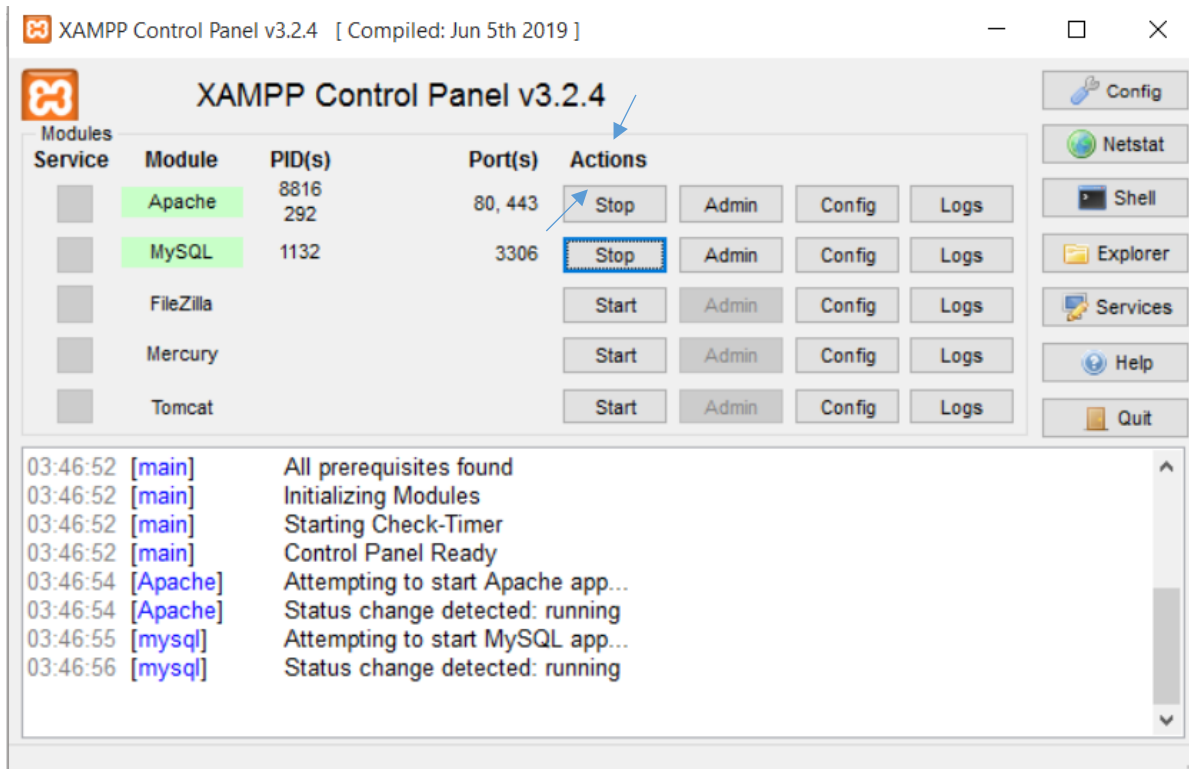 XAMPP Control Panel v3.2.4 [ Compiled: Jun 5th 2019 ]
XAMPP Control Panel v3.2.4
Config
Modules
Service Module PID(s) Port(s) Actions
Netstat
Apache 8816 292 80, 443 Stop Admin Config Logs
Shell
MySQL 1132 3306 Stop Admin Config Logs
Explorer
FileZilla Start Admin Config Logs
Services
Mercury Start Admin Config Logs
Help
Tomcat Start Admin Config Logs
Quit
03:46:52 [main] All prerequisites found
03:46:52 [main] Initializing Modules
03:46:52 [main] Starting Check-Timer
03:46:52 [main] Control Panel Ready
03:46:54 [Apache] Attempting to start Apache app...
03:46:54 [Apache] Status change detected: running
03:46:55 [mysql] Attempting to start MySQL app...
03:46:56 [mysql] Status change detected: running